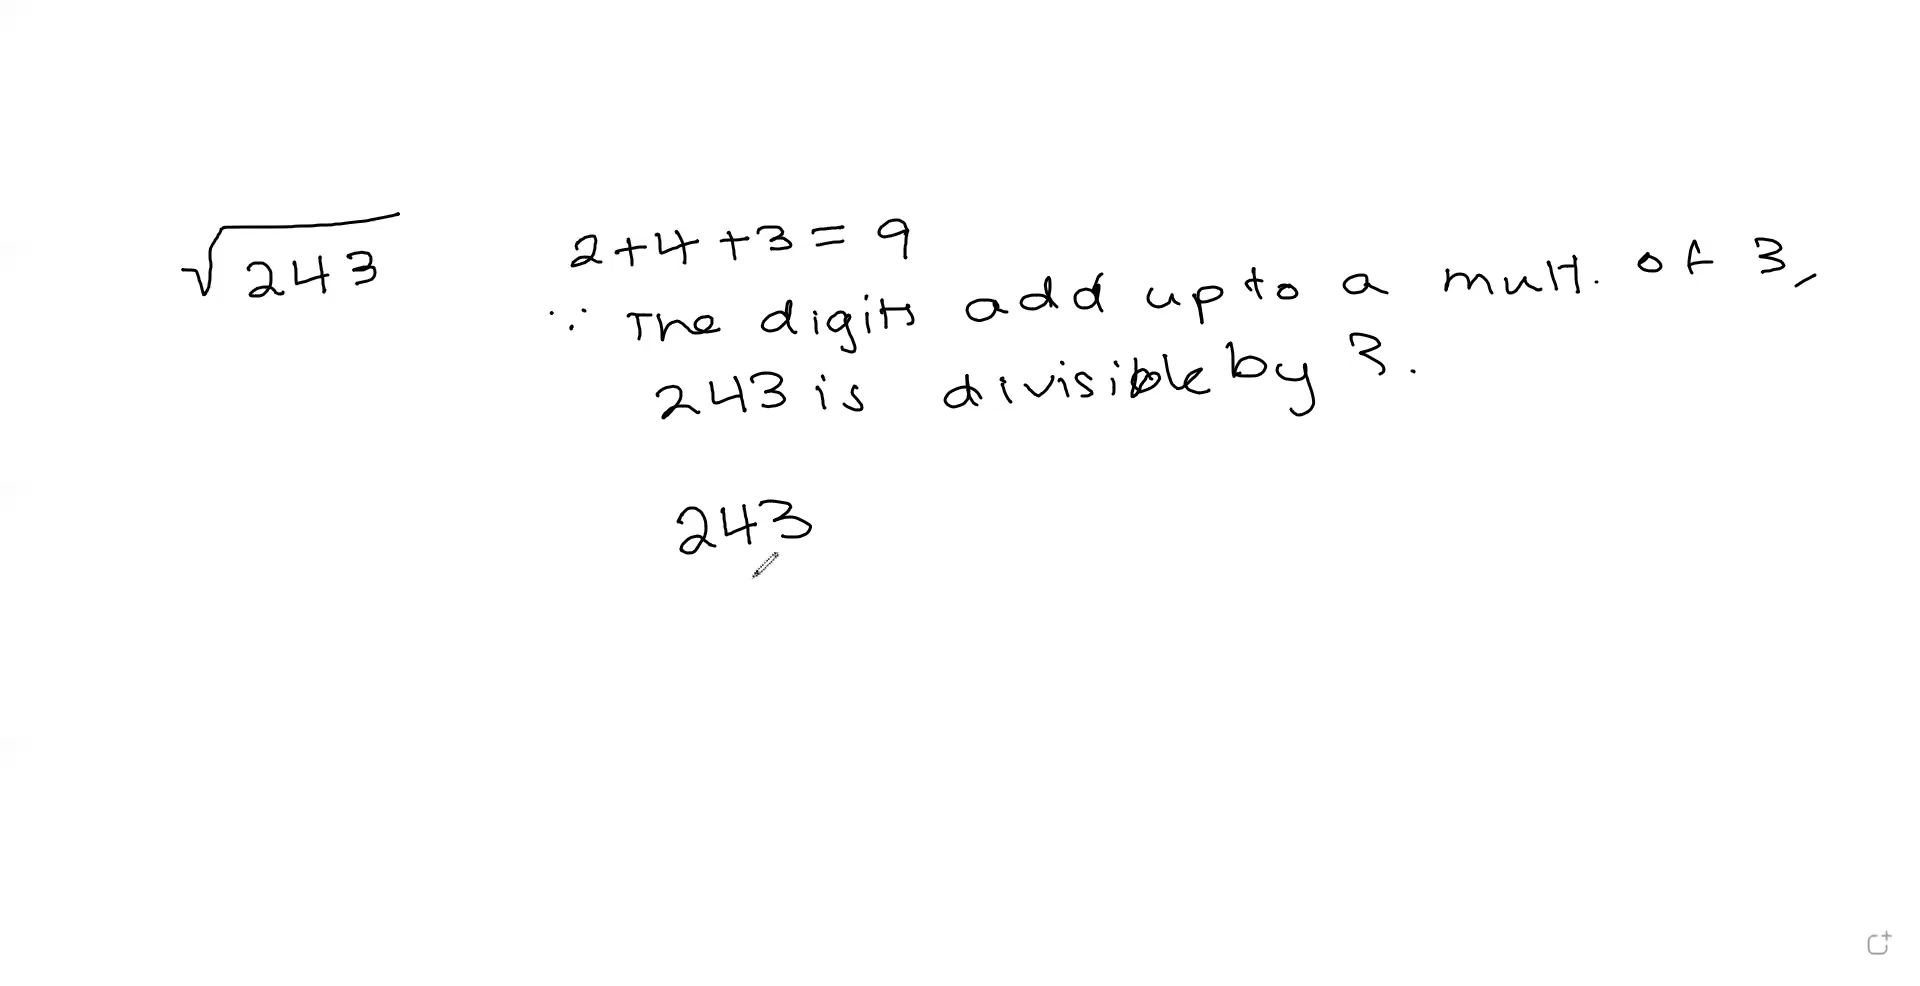 √243
2+4+3=9
∵ The digits add up to a mult. of 3,
243 is divisible by 3.
243